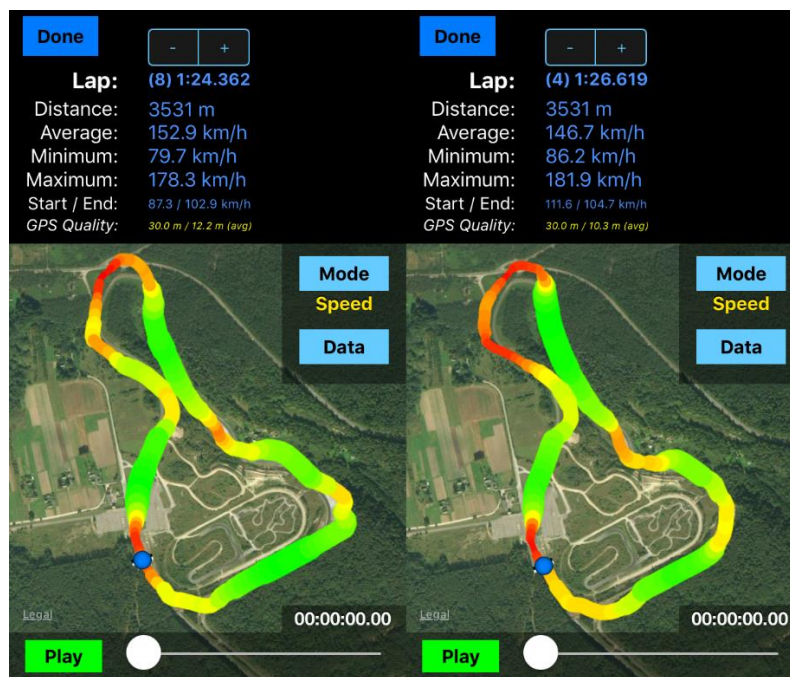 Done
- +
Lap: (8) 1:24.362
Distance: 3531 m
Average: 152.9 km/h
Minimum: 79.7 km/h
Maximum: 178.3 km/h
Start / End: 87.3 / 102.9 km/h
GPS Quality: 30.0 m / 12.2 m (avg)
Mode
Speed
Data
Legal
00:00:00.00
Play
Done
- +
Lap: (4) 1:26.619
Distance: 3531 m
Average: 146.7 km/h
Minimum: 86.2 km/h
Maximum: 181.9 km/h
Start / End: 111.6 / 104.7 km/h
GPS Quality: 30.0 m / 10.3 m (avg)
Mode
Speed
Data
Legal
00:00:00.00
Play